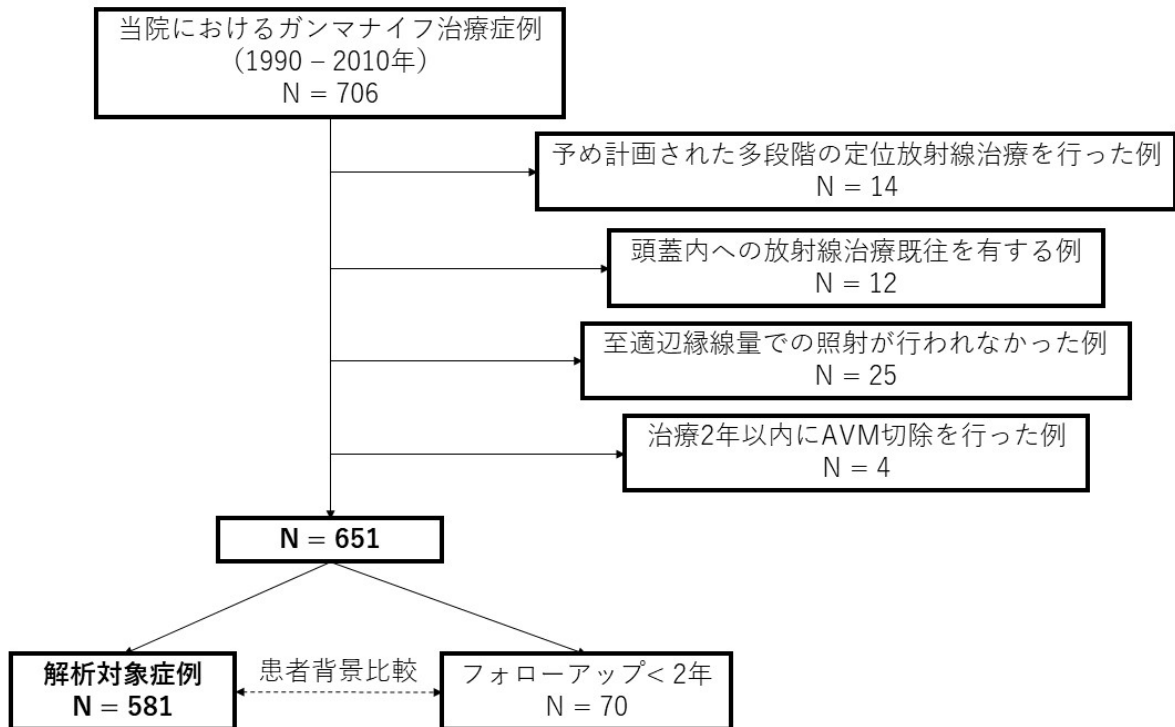 当院におけるガンマナイフ治療症例
（1990 – 2010年）
N = 706
予め計画された多段階の定位放射線治療を行った例
N = 14
頭蓋内への放射線治療既往を有する例
N = 12
至適辺縁線量での照射が行われなかった例
N = 25
治療2年以内にAVM切除を行った例
N = 4
N = 651
解析対象症例
N = 581
患者背景比較
フォローアップ< 2年
N = 70